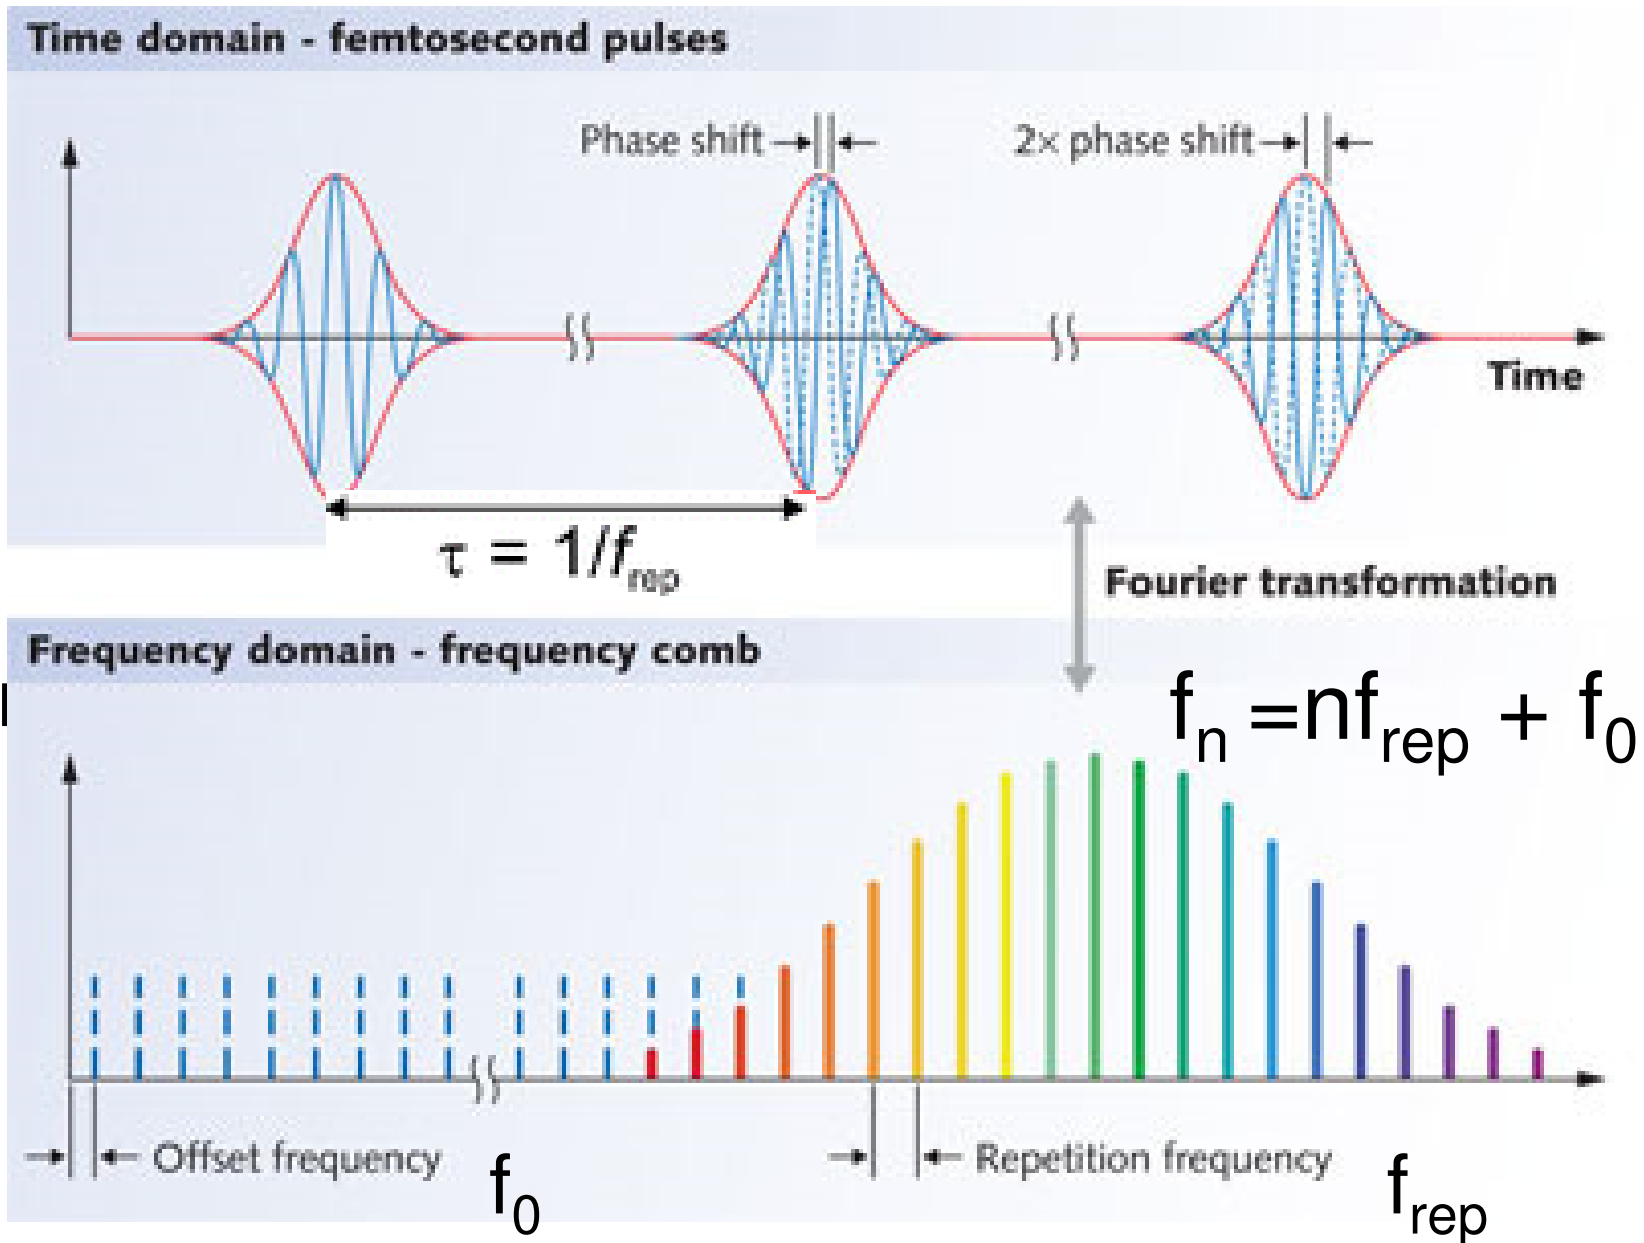 Time domain - femtosecond pulses
Phase shift
2× phase shift
Time
τ = 1/f_rep
Fourier transformation
Frequency domain - frequency comb
f_n =nf_rep + f_0
Offset frequency
f_0
Repetition frequency
f_rep